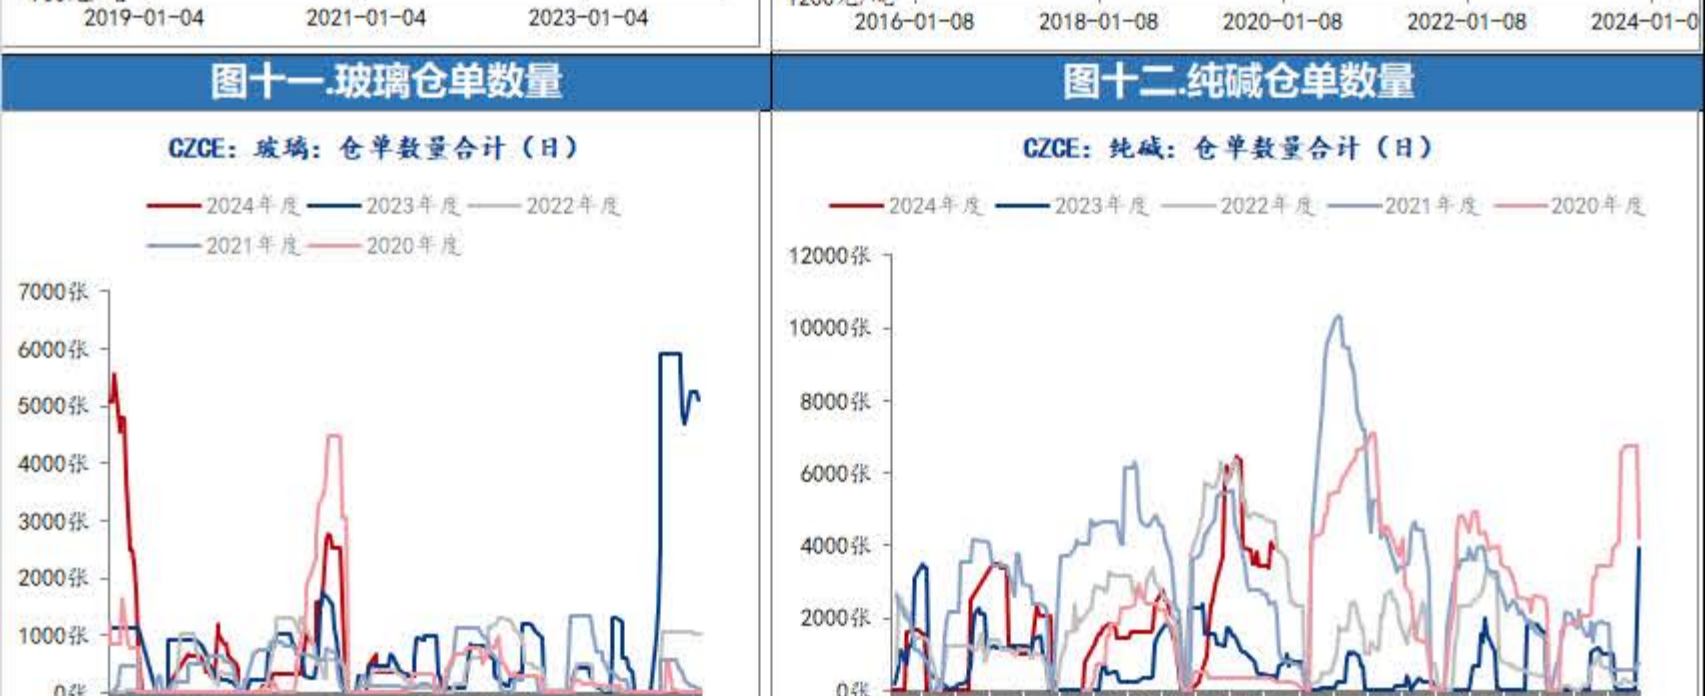 2019-01-04 2021-01-04 2023-01-04
2016-01-08 2018-01-08 2020-01-08 2022-01-08 2024-01-0
图十一.玻璃仓单数量
CZCE：玻璃：仓单数量合计（日）
2024年度 2023年度 2022年度
2021年度 2020年度
7000张
6000张
5000张
4000张
3000张
2000张
1000张
0张
图十二.纯碱仓单数量
CZCE：纯碱：仓单数量合计（日）
2024年度 2023年度 2022年度 2021年度 2020年度
12000张
10000张
8000张
6000张
4000张
2000张
0张